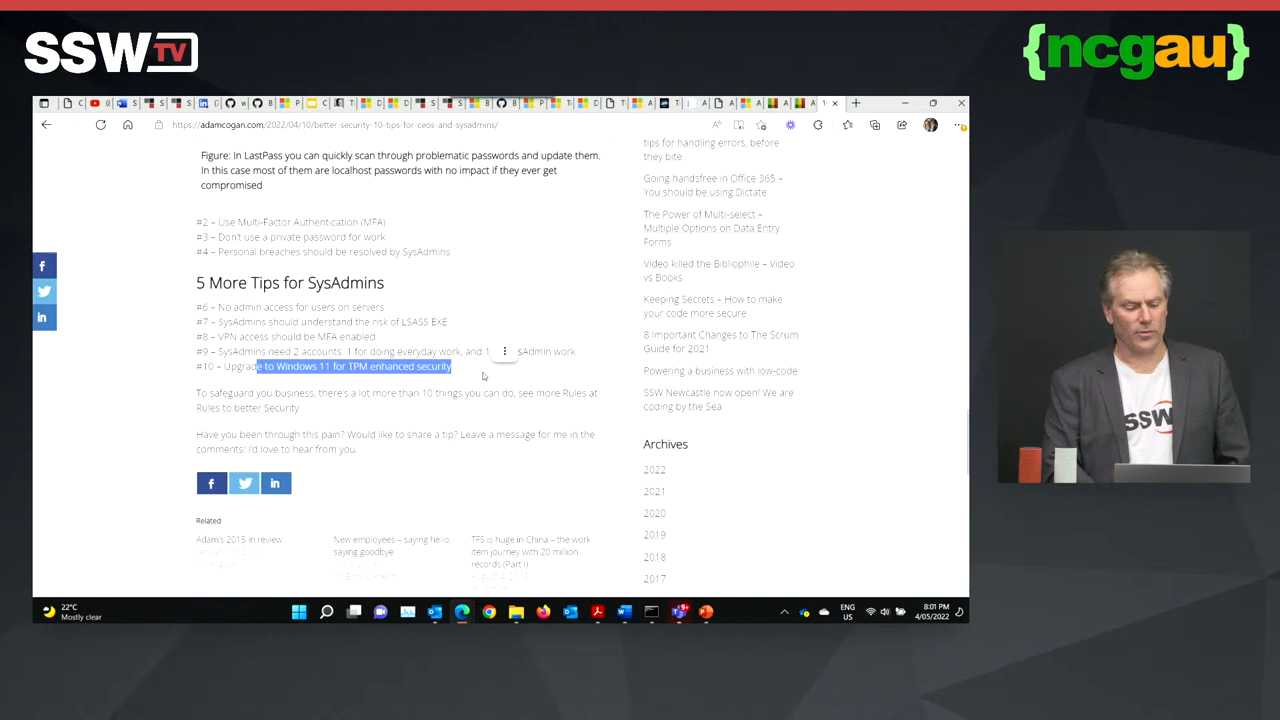 SSW TV
{ncgau}
https://adamcogan.com/2022/04/10/better-security-10-tips-for-ceos-and-sysadmins/
Figure: In LastPass you can quickly scan through problematic passwords and update them.
In this case most of them are localhost passwords with no impact if they ever get
compromised
#2 – Use Multi-Factor Authentication (MFA)
#3 – Don't use a private password for work
#4 – Personal breaches should be resolved by SysAdmins
5 More Tips for SysAdmins
#6 – No admin access for users on servers
#7 – SysAdmins should understand the risk of LSASS.EXE
#8 – VPN access should be MFA enabled
#9 – SysAdmins need 2 accounts: 1 for doing everyday work, and 1 sAdmin work
#10 – Upgrade to Windows 11 for TPM enhanced security
To safeguard you business, there's a lot more than 10 things you can do, see more Rules at
Rules to better Security
Have you been through this pain? Would like to share a tip? Leave a message for me in the
comments! I'd love to hear from you.
Related
Adam's 2015 in review
New employees – saying hello,
saying goodbye
In "Employment"
TFS is huge in China – the work
item journey with 20 million
records (Part I)
tips for handling errors, before
they bite
Going handsfree in Office 365 –
You should be using Dictate
The Power of Multi-select –
Multiple Options on Data Entry
Forms
Video killed the Bibliophile – Video
vs Books
Keeping Secrets – How to make
your code more secure
8 Important Changes to The Scrum
Guide for 2021
Powering a business with low-code
SSW Newcastle now open! We are
coding by the Sea
Archives
2022
2021
2020
2019
2018
2017
SSW
22°C
Mostly clear
ENG
US
8:01 PM
4/05/2022